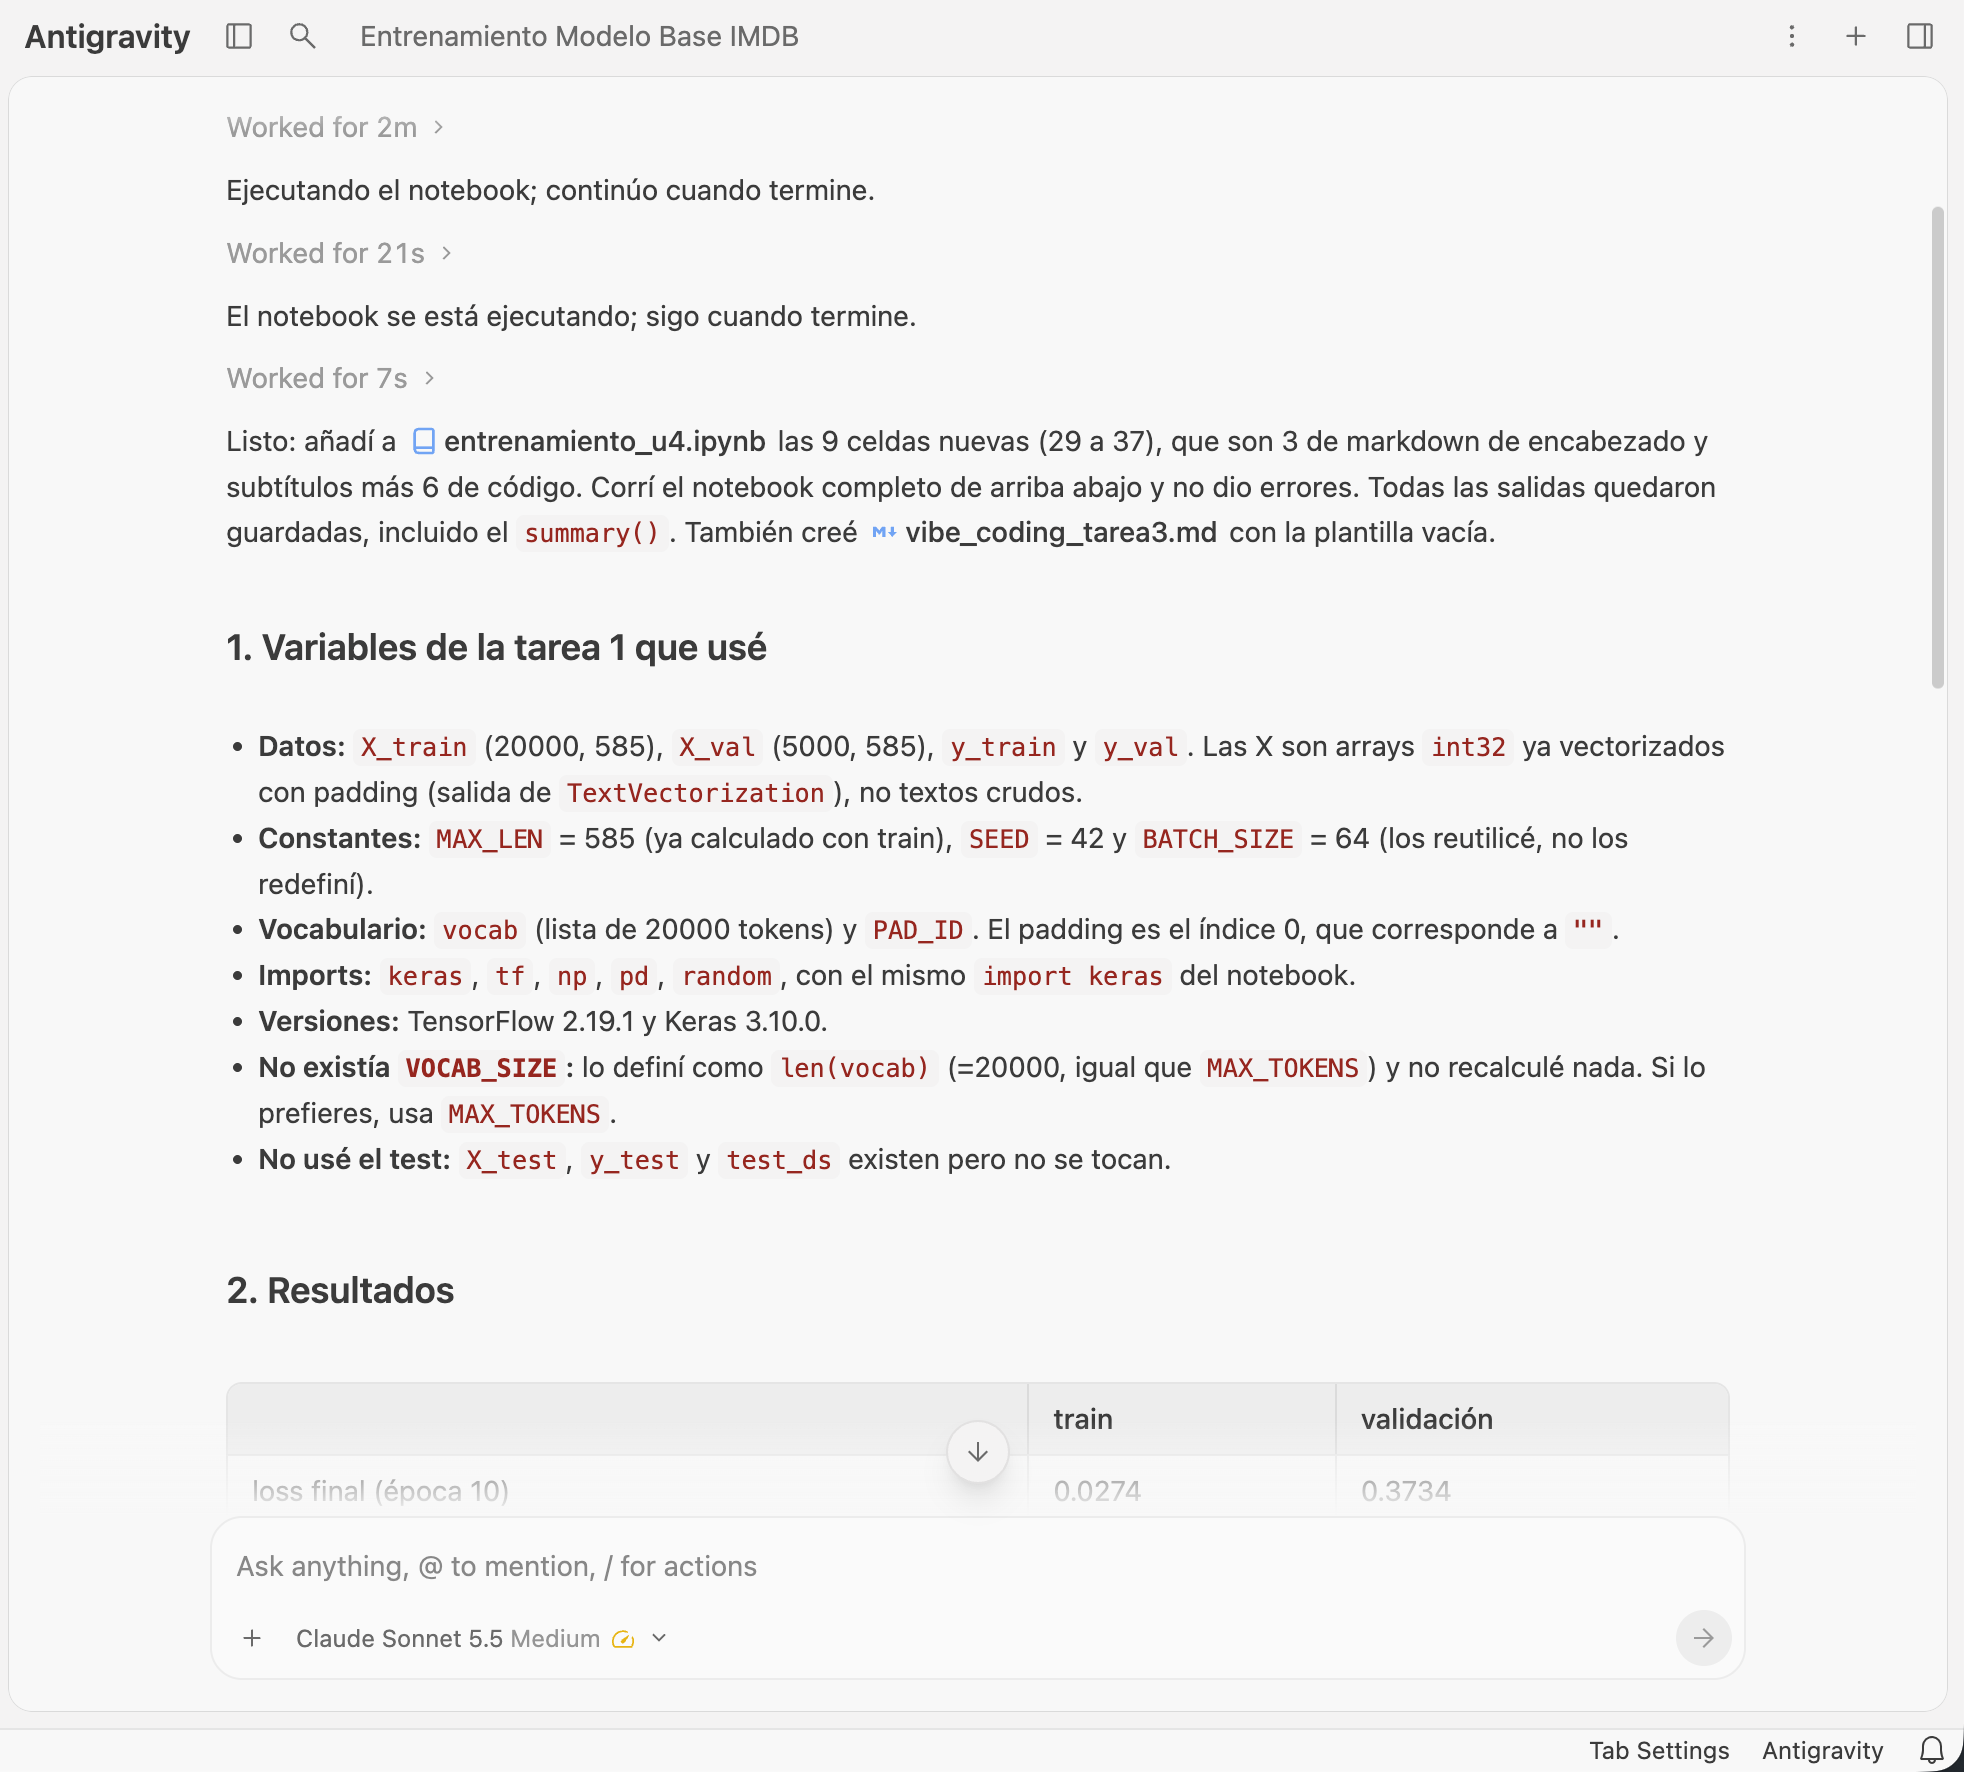 Antigravity
Entrenamiento Modelo Base IMDB
Worked for 2m
Ejecutando el notebook; continúo cuando termine.
Worked for 21s
El notebook se está ejecutando; sigo cuando termine.
Worked for 7s
Listo: añadí a entrenamiento_u4.ipynb las 9 celdas nuevas (29 a 37), que son 3 de markdown de encabezado y
subtítulos más 6 de código. Corrí el notebook completo de arriba abajo y no dio errores. Todas las salidas quedaron
guardadas, incluido el summary(). También creé M↓ vibe_coding_tarea3.md con la plantilla vacía.
1. Variables de la tarea 1 que usé
• Datos: X_train (20000, 585), X_val (5000, 585), y_train y y_val. Las X son arrays int32 ya vectorizados
con padding (salida de TextVectorization), no textos crudos.
• Constantes: MAX_LEN = 585 (ya calculado con train), SEED = 42 y BATCH_SIZE = 64 (los reutilicé, no los
redefiní).
• Vocabulario: vocab (lista de 20000 tokens) y PAD_ID. El padding es el índice 0, que corresponde a "".
• Imports: keras, tf, np, pd, random, con el mismo import keras del notebook.
• Versiones: TensorFlow 2.19.1 y Keras 3.10.0.
• No existía VOCAB_SIZE: lo definí como len(vocab) (=20000, igual que MAX_TOKENS) y no recalculé nada. Si lo
prefieres, usa MAX_TOKENS.
• No usé el test: X_test, y_test y test_ds existen pero no se tocan.
2. Resultados
train validación
loss final (época 10) 0.0274 0.3734
Ask anything, @ to mention, / for actions
Claude Sonnet 5.5 Medium
Tab Settings Antigravity